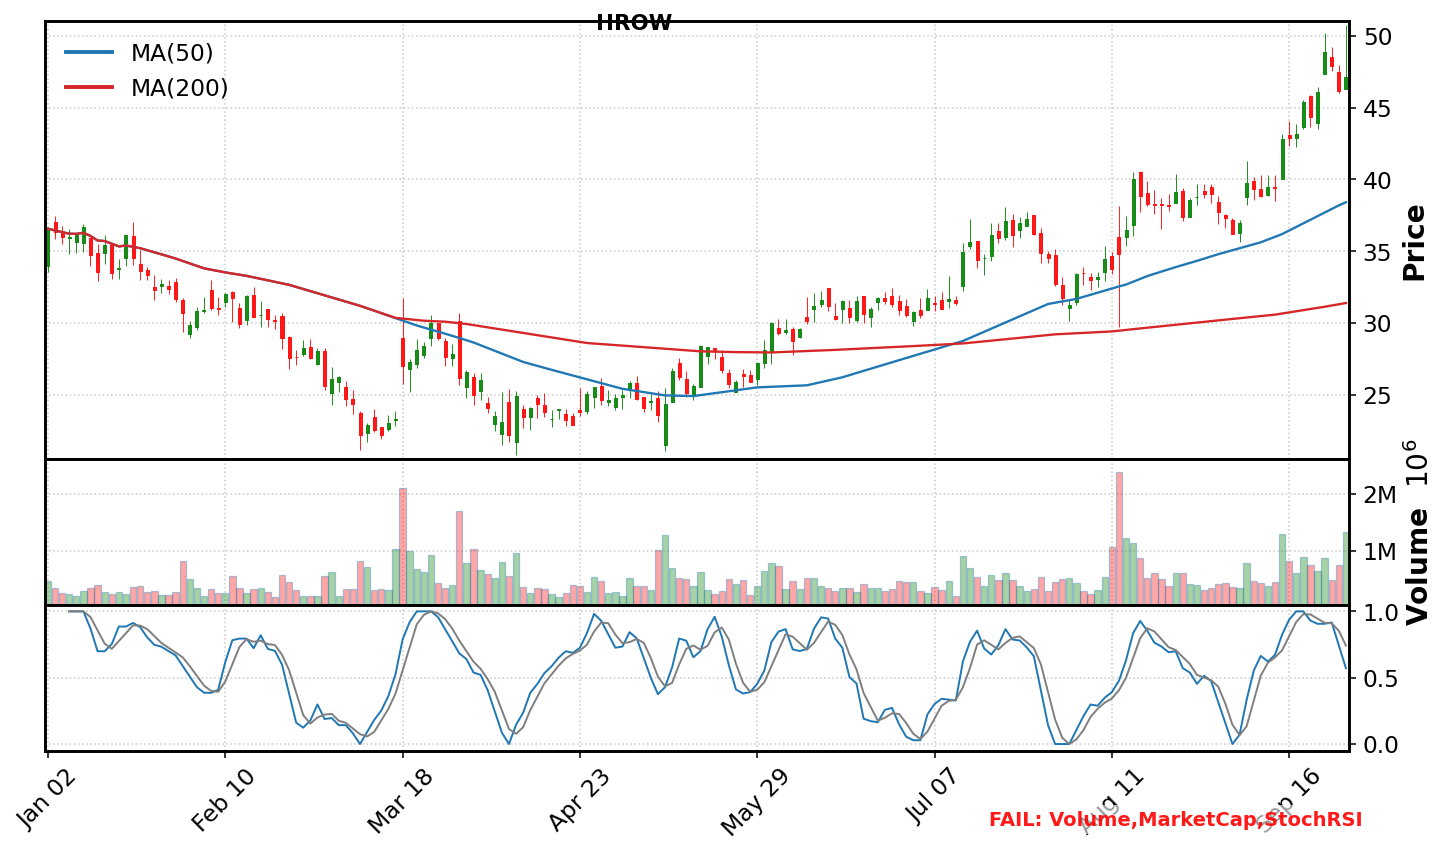 HROW
MA(50)
MA(200)
50
45
40
35
30
25
Price
2M
1M
Volume 10^6
1.0
0.5
0.0
Jan 02
Feb 10
Mar 18
Apr 23
May 29
Jul 07
Aug 11
Sep 16
FAIL: Volume,MarketCap,StochRSI